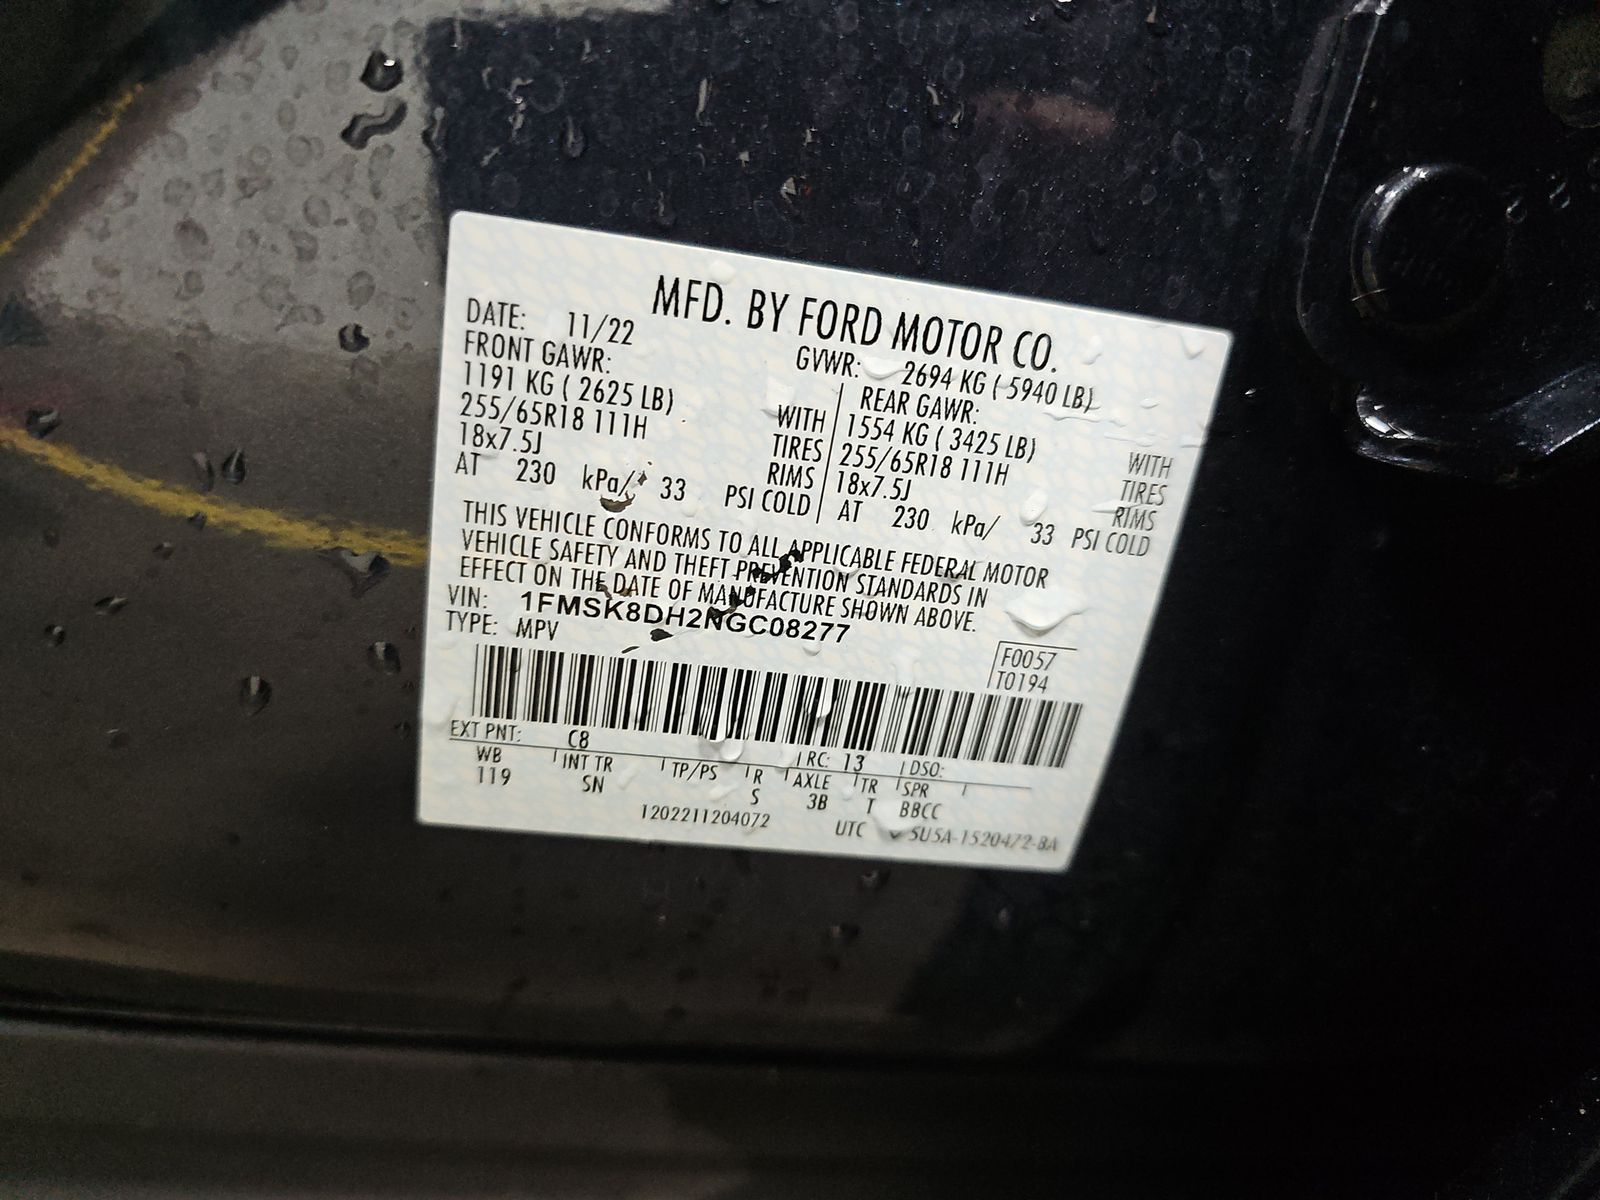 MFD. BY FORD MOTOR CO.
DATE: 11/22 GVWR: 2694 KG ( 5940 LB)
FRONT GAWR: REAR GAWR:
1191 KG ( 2625 LB) WITH 1554 KG ( 3425 LB) WITH
255/65R18 111H TIRES 255/65R18 111H TIRES
18x7.5J RIMS 18x7.5J RIMS
AT 230 kPa/ 33 PSI COLD AT 230 kPa/ 33 PSI COLD
THIS VEHICLE CONFORMS TO ALL APPLICABLE FEDERAL MOTOR
VEHICLE SAFETY AND THEFT PREVENTION STANDARDS IN
EFFECT ON THE DATE OF MANUFACTURE SHOWN ABOVE.
VIN: 1FMSK8DH2NGC08277
TYPE: MPV
F0057
T0194
EXT PNT: C8 RC: 13 DSO:
WB INT TR TP/PS R AXLE TR SPR
119 SN S 3B T BBCC
1202211204072 UTC 5U5A-1520472-BA